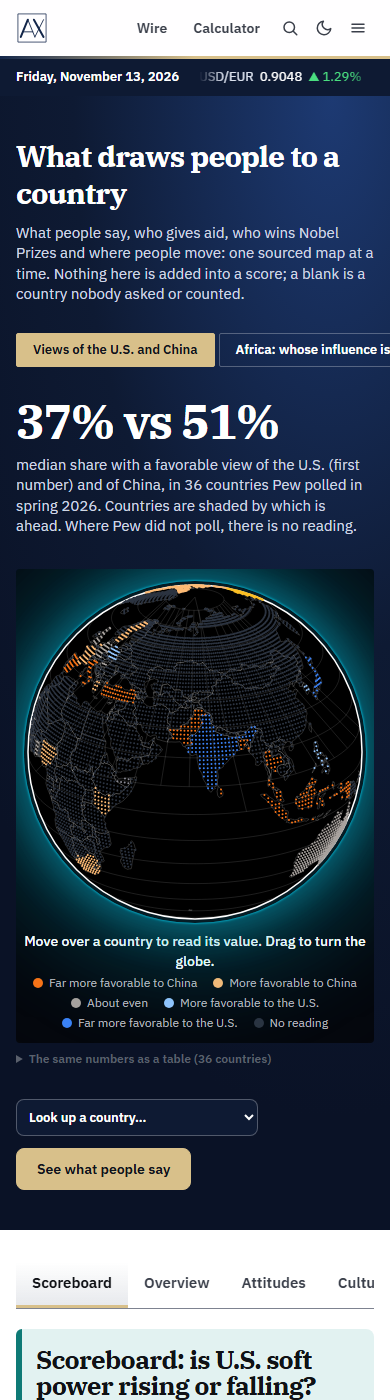 AX
Wire
Calculator
Friday, November 13, 2026
USD/EUR 0.9048 ▲ 1.29%
What draws people to a
country
What people say, who gives aid, who wins Nobel
Prizes and where people move: one sourced map at a
time. Nothing here is added into a score; a blank is a
country nobody asked or counted.
Views of the U.S. and China
Africa: whose influence is
37% vs 51%
median share with a favorable view of the U.S. (first
number) and of China, in 36 countries Pew polled in
spring 2026. Countries are shaded by which is
ahead. Where Pew did not poll, there is no reading.
Move over a country to read its value. Drag to turn the
globe.
Far more favorable to China
More favorable to China
About even
More favorable to the U.S.
Far more favorable to the U.S.
No reading
▶ The same numbers as a table (36 countries)
Look up a country...
See what people say
Scoreboard
Overview
Attitudes
Cultu
Scoreboard: is U.S. soft
power rising or falling?